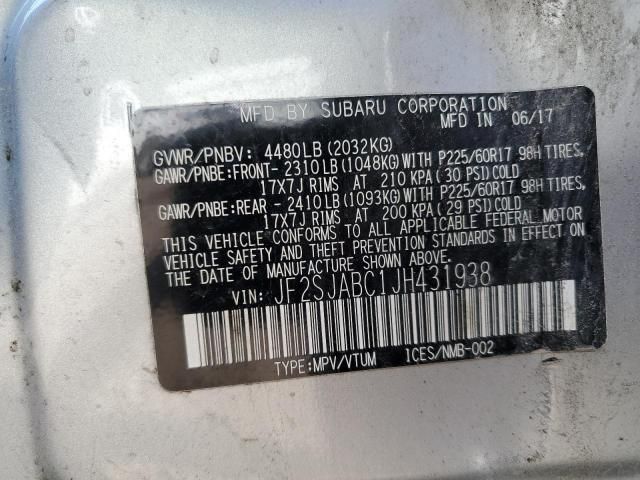 MFD BY SUBARU CORPORATION
MFD IN 06/17
GVWR/PNBV: 4480LB (2032KG)
GAWR/PNBE:FRONT- 2310LB (1048KG) WITH P225/60R17 98H TIRES,
17X7J RIMS AT 210 KPA (30 PSI) COLD
GAWR/PNBE:REAR - 2410LB (1093KG) WITH P225/60R17 98H TIRES,
17X7J RIMS AT 200 KPA (29 PSI) COLD
THIS VEHICLE CONFORMS TO ALL APPLICABLE FEDERAL MOTOR
VEHICLE SAFETY AND THEFT PREVENTION STANDARDS IN EFFECT ON
THE DATE OF MANUFACTURE SHOWN ABOVE.
VIN: JF2SJABC1JH431938
TYPE:MPV/VTUM 1CES/NMB-002